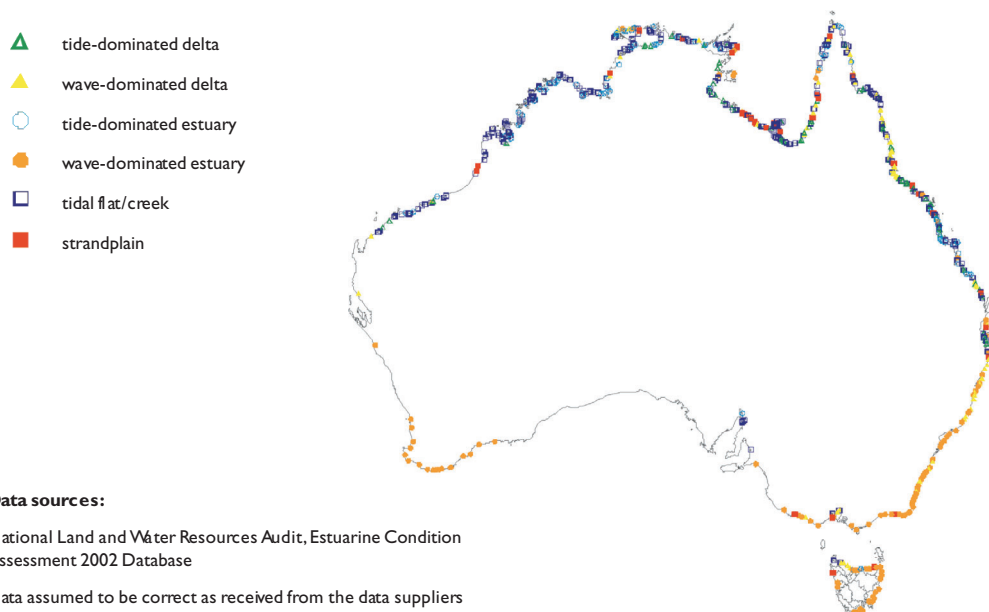 tide-dominated delta
wave-dominated delta
tide-dominated estuary
wave-dominated estuary
tidal flat/creek
strandplain
ata sources:
ational Land and Water Resources Audit, Estuarine Condition
ssessment 2002 Database
ata assumed to be correct as received from the data suppliers